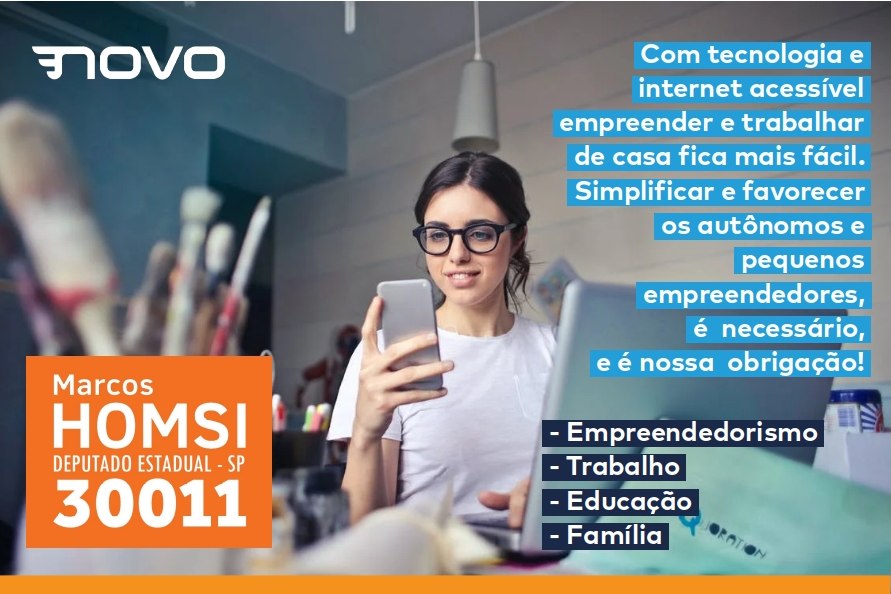 NOVO
Com tecnologia e
internet acessível
empreender e trabalhar
de casa fica mais fácil.
Simplificar e favorecer
os autônomos e
pequenos
empreendedores,
é necessário,
e é nossa obrigação!
Marcos
HOMSI
DEPUTADO ESTADUAL - SP
30011
- Empreendedorismo
- Trabalho
- Educação
- Família